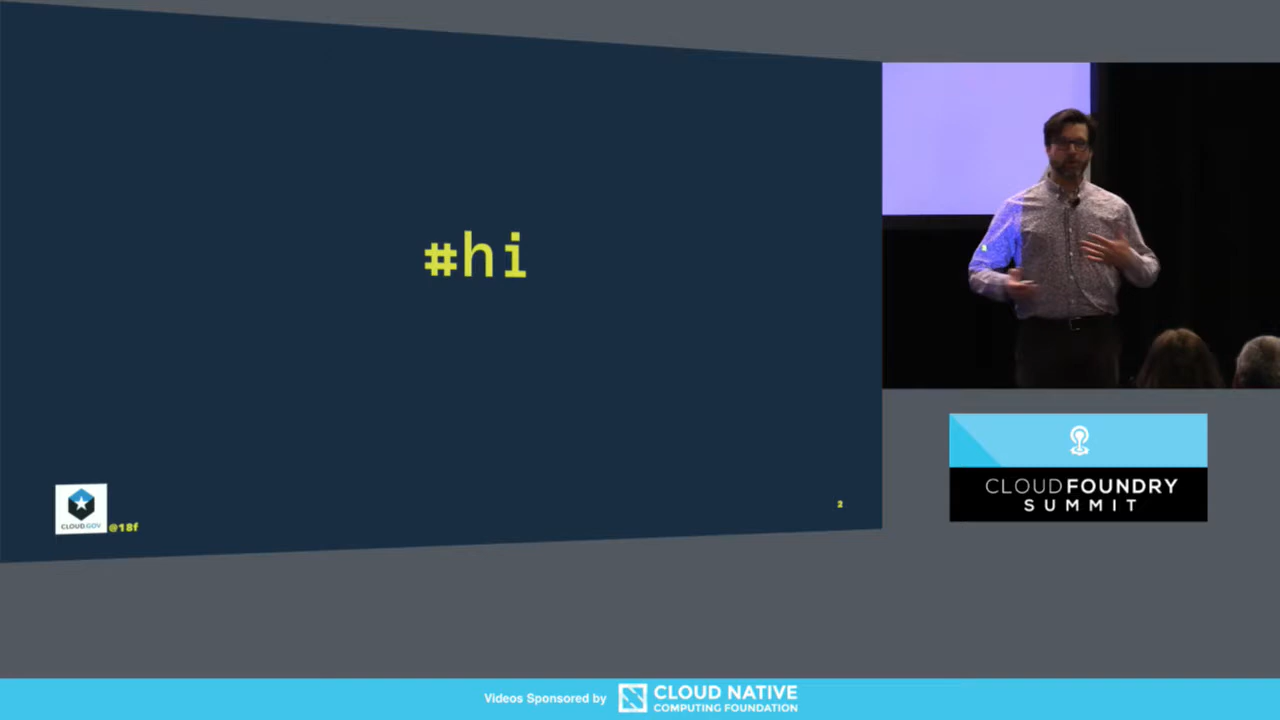 #hi
CLOUD.GOV
@18f
2
CLOUDFOUNDRY
SUMMIT
Videos Sponsored by
CLOUD NATIVE
COMPUTING FOUNDATION